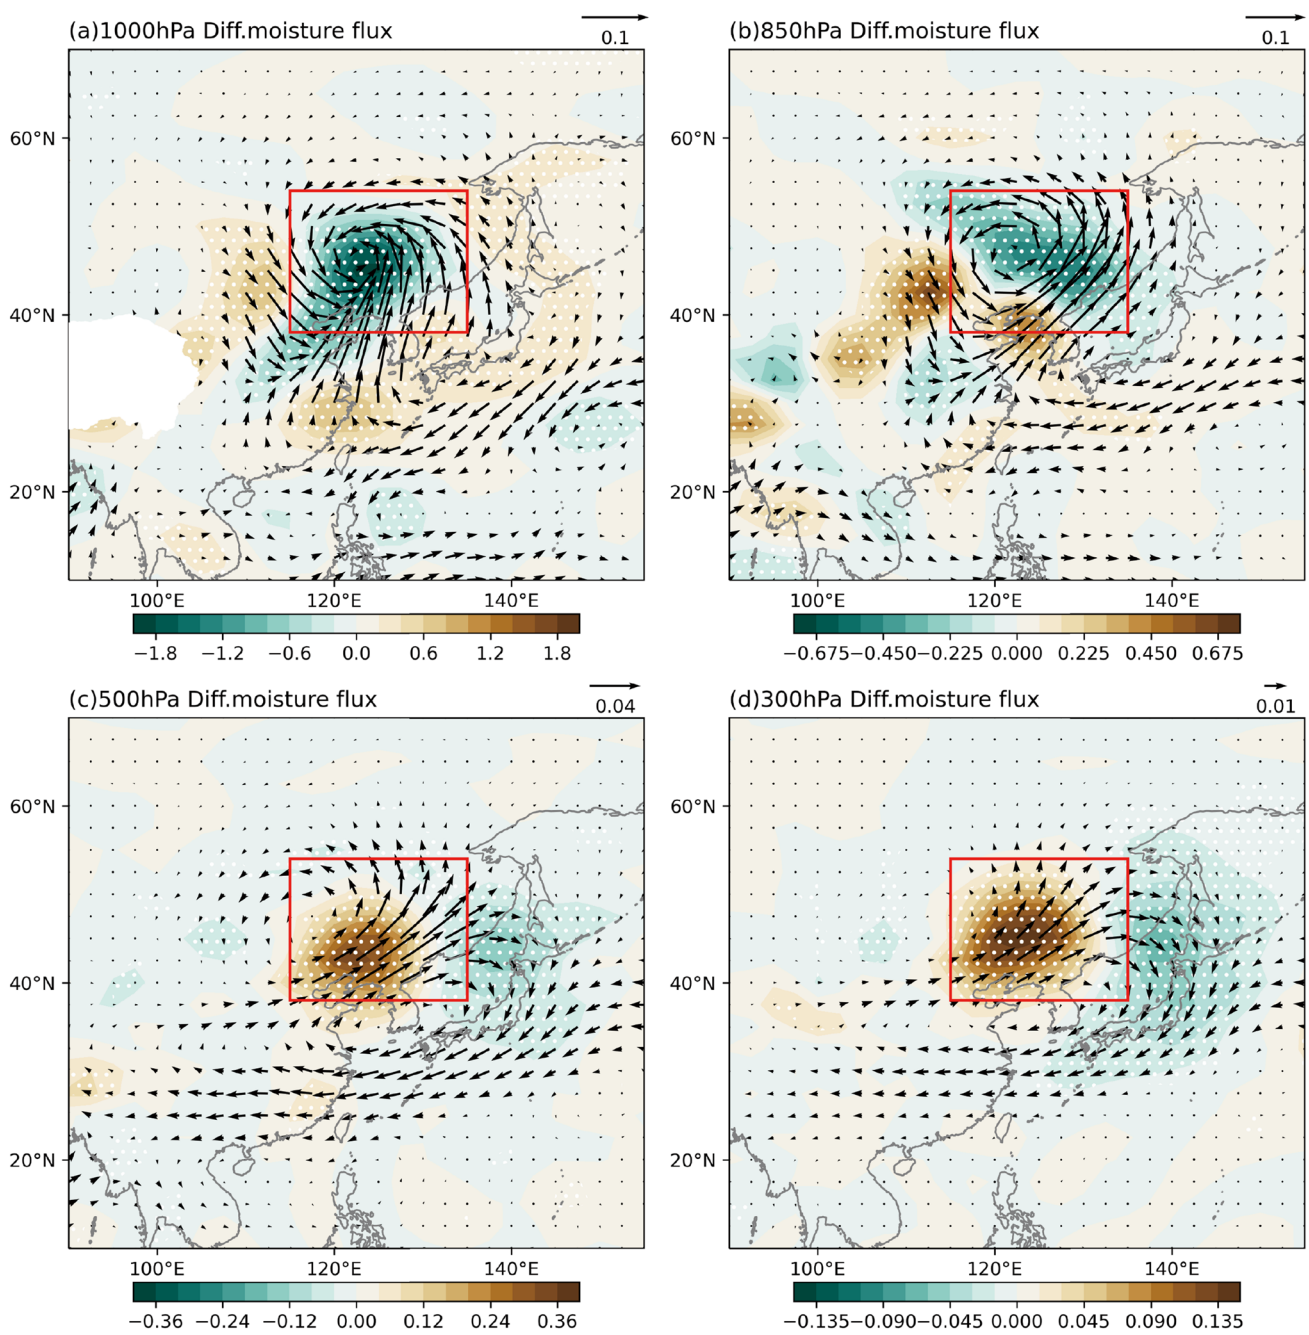 (a)1000hPa Diff.moisture flux
0.1
60°N
40°N
20°N
100°E 120°E 140°E
−1.8 −1.2 −0.6 0.0 0.6 1.2 1.8
(b)850hPa Diff.moisture flux
0.1
60°N
40°N
20°N
100°E 120°E 140°E
−0.675 −0.450 −0.225 0.000 0.225 0.450 0.675
(c)500hPa Diff.moisture flux
0.04
60°N
40°N
20°N
100°E 120°E 140°E
−0.36 −0.24 −0.12 0.00 0.12 0.24 0.36
(d)300hPa Diff.moisture flux
0.01
60°N
40°N
20°N
100°E 120°E 140°E
−0.135 −0.090 −0.045 0.000 0.045 0.090 0.135